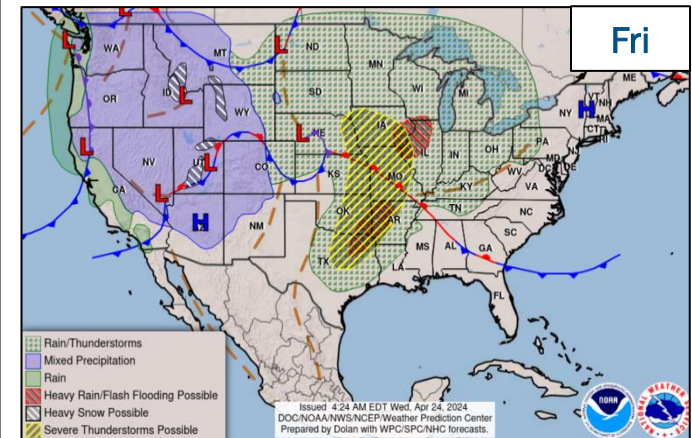 Fri
L
L
L
WA
MT
ND
MN
ME
VT
NH
OR
ID
L
SD
WI
MI
NY
H
MA
CT
RI
WY
L
NE
IA
PA
NJ
L
NV
UT
L
CO
IL
IN
OH
MD
DE
DC
KS
MO
WV
VA
CA
L
KY
H
NM
OK
AR
TN
NC
SC
TX
LA
MS
AL
GA
FL
Rain/Thunderstorms
Mixed Precipitation
Rain
Heavy Rain/Flash Flooding Possible
Heavy Snow Possible
Severe Thunderstorms Possible
Issued 4:24 AM EDT Wed, Apr 24, 2024
DOC/NOAA/NWS/NCEP/Weather Prediction Center
Prepared by Dolan with WPC/SPC/NHC forecasts.
NOAA
NATIONAL WEATHER